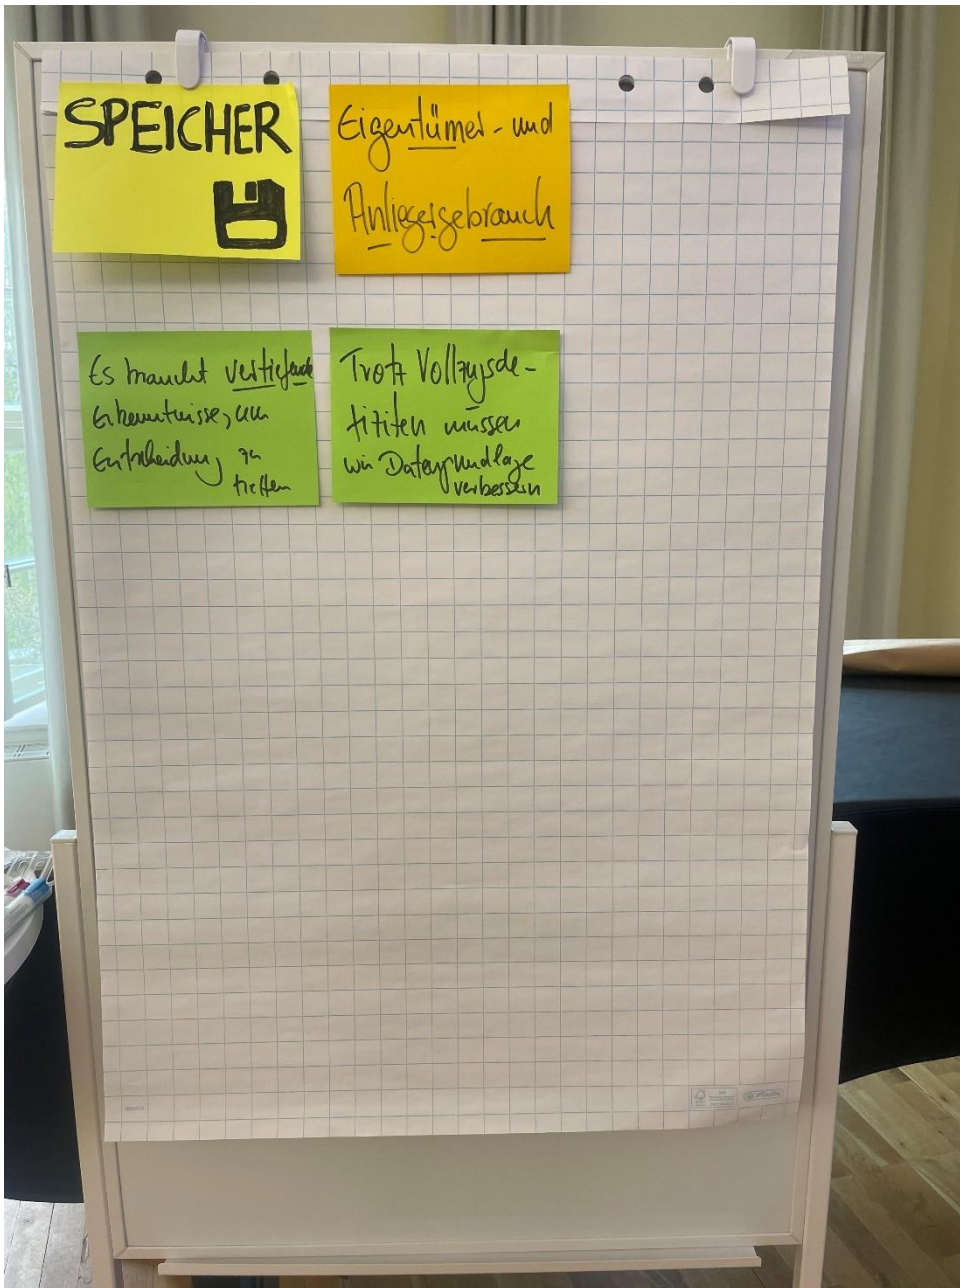 SPEICHER
Eigentümer- und
Anliegergebrauch
Es braucht vertiefende
Erkenntnisse, um
Entscheidung zu
treffen
Trotz Vollzugsde-
fiziten müssen
wir Datengrundlage
verbessern